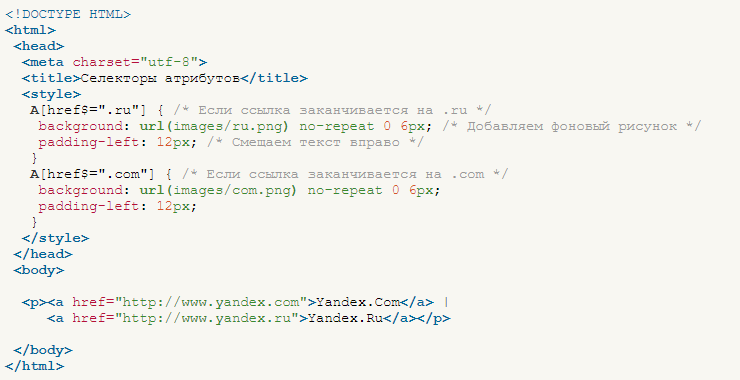 <!DOCTYPE HTML>
<html>
 <head>
  <meta charset="utf-8">
  <title>Селекторы атрибутов</title>
  <style>
   A[href$=".ru"] { /* Если ссылка заканчивается на .ru */
    background: url(images/ru.png) no-repeat 0 6px; /* Добавляем фоновый рисунок */
    padding-left: 12px; /* Смещаем текст вправо */
   }
   A[href$=".com"] { /* Если ссылка заканчивается на .com */
    background: url(images/com.png) no-repeat 0 6px;
    padding-left: 12px;
   }
  </style>
 </head>
 <body>

  <p><a href="http://www.yandex.com">Yandex.Com</a> |
     <a href="http://www.yandex.ru">Yandex.Ru</a></p>

 </body>
</html>